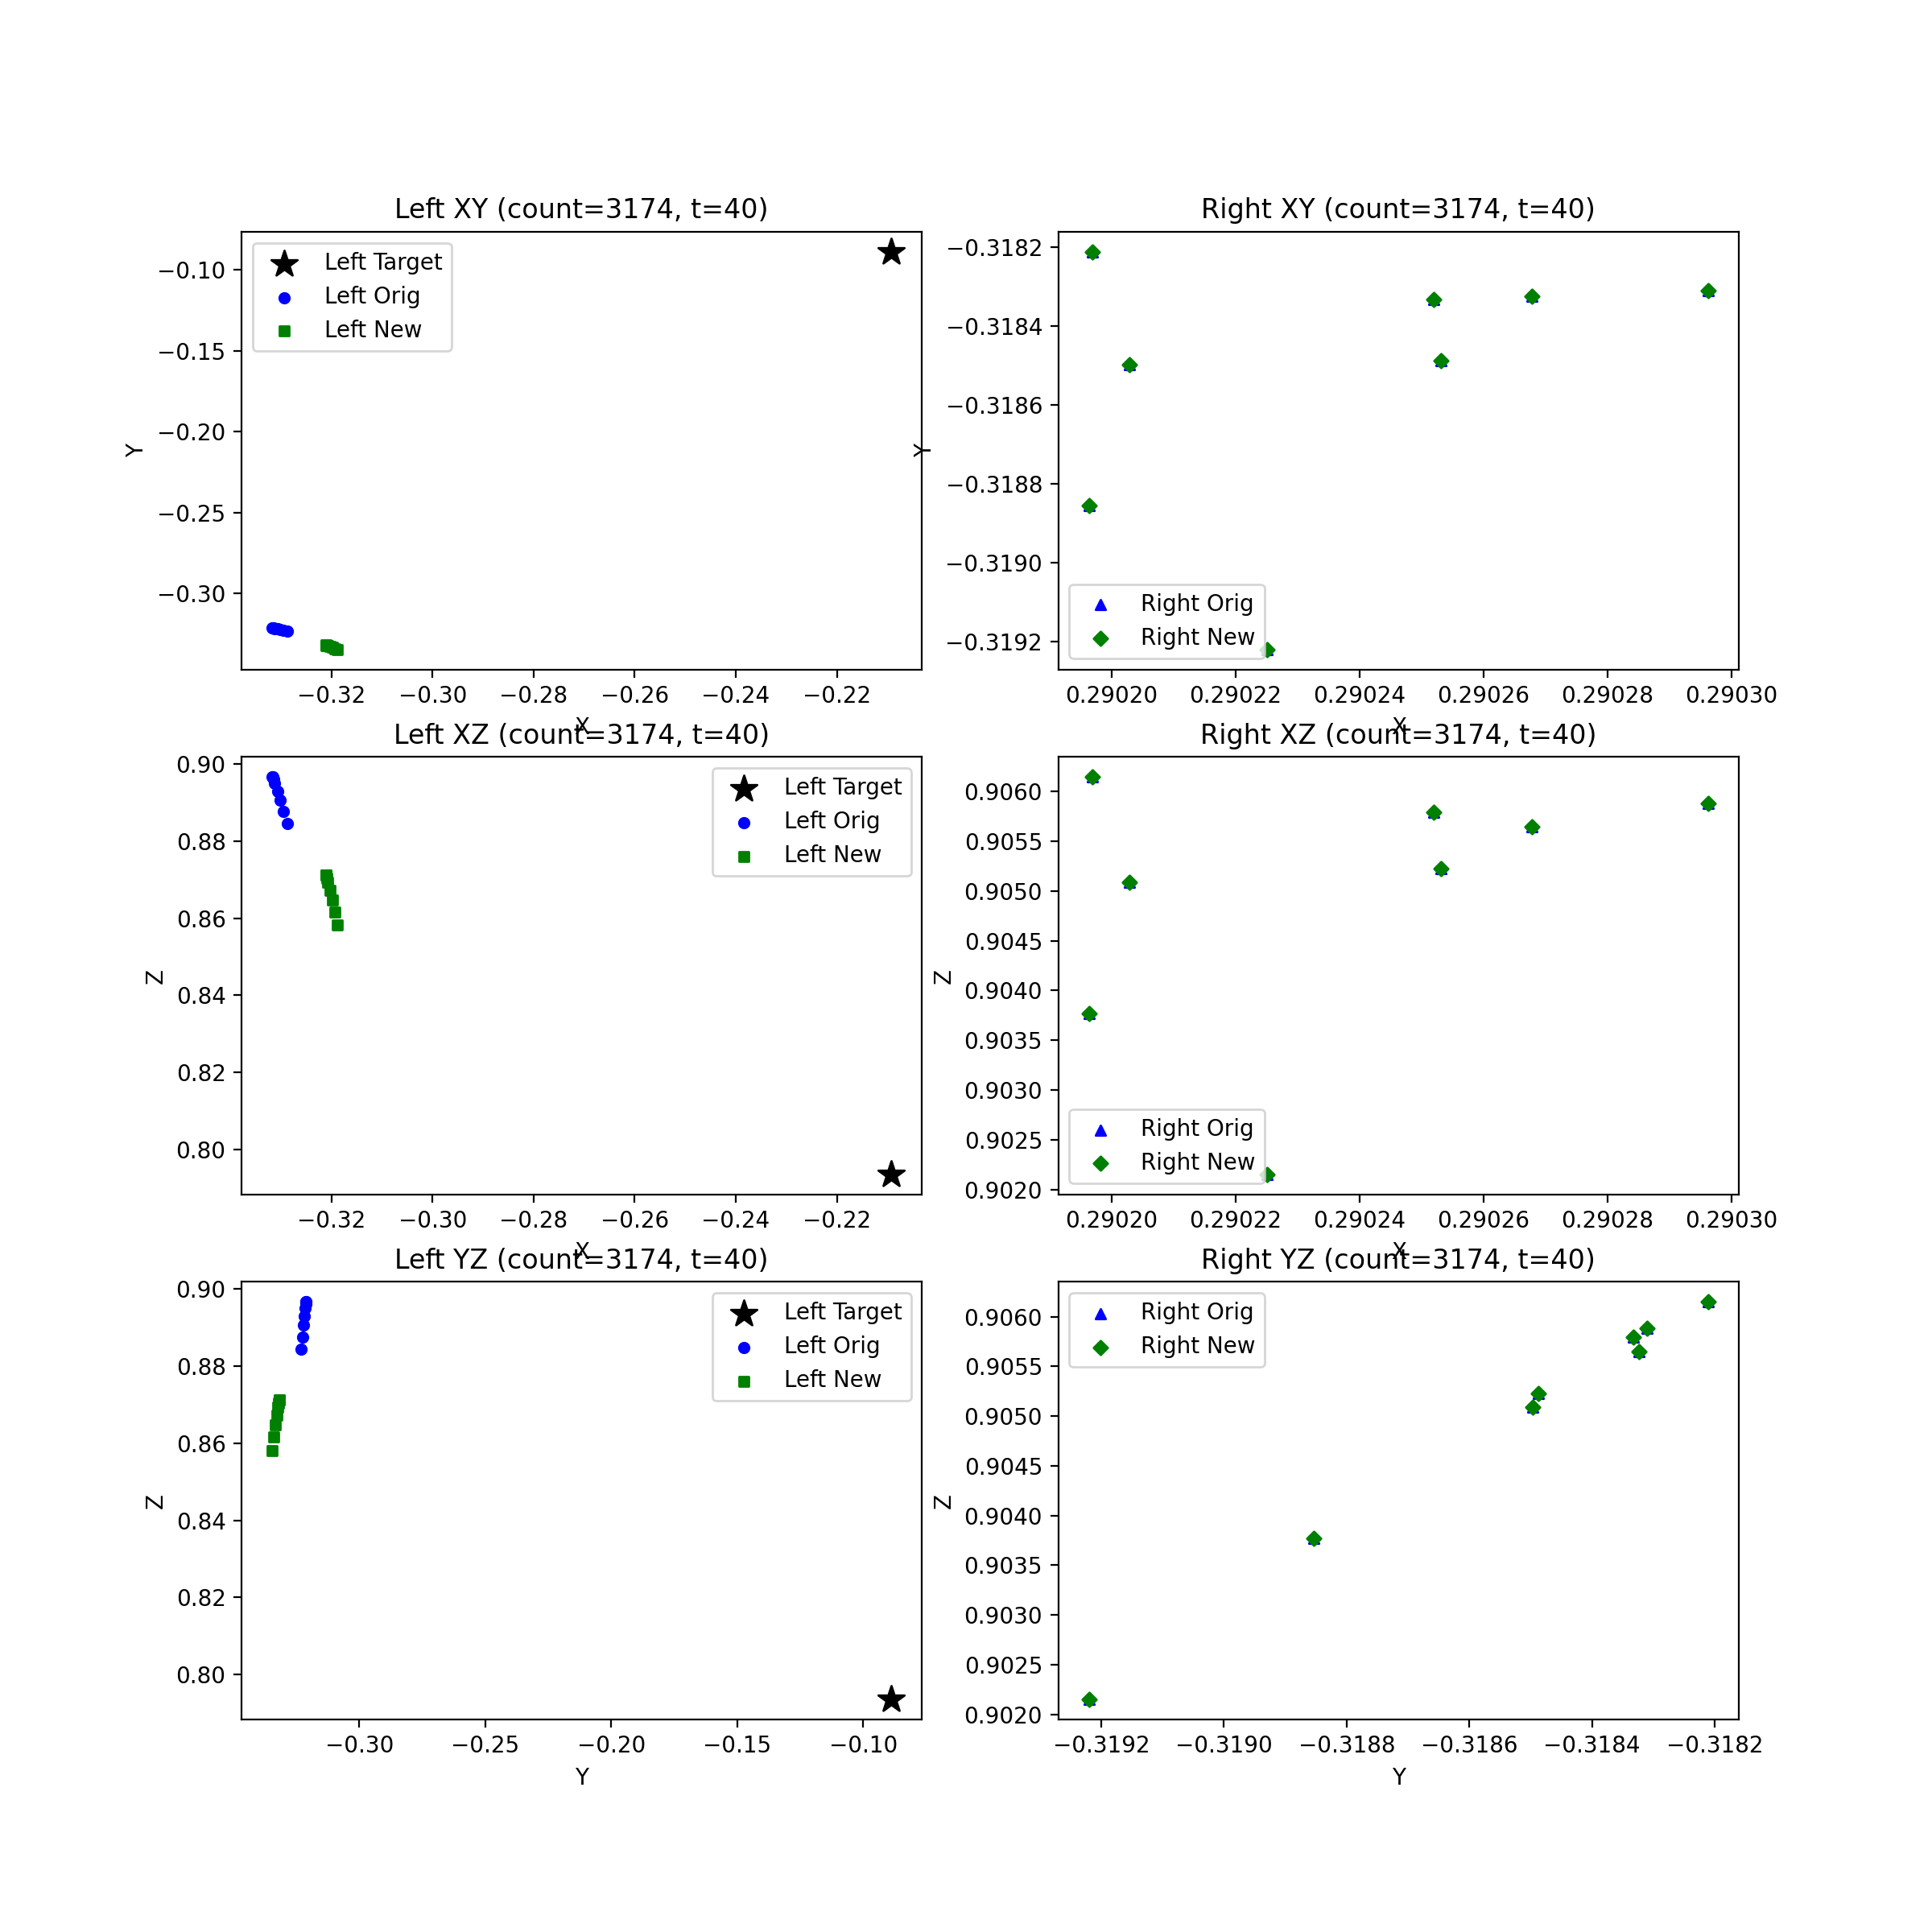 Left XY (count=3174, t=40)
Left Target
Left Orig
Left New
−0.10
−0.15
−0.20
−0.25
−0.30
Y
−0.32 −0.30 −0.28 −0.26 −0.24 −0.22
X
Right XY (count=3174, t=40)
−0.3182
−0.3184
−0.3186
−0.3188
−0.3190
−0.3192
Y
Right Orig
Right New
0.29020 0.29022 0.29024 0.29026 0.29028 0.29030
X
Left XZ (count=3174, t=40)
Left Target
Left Orig
Left New
0.90
0.88
0.86
0.84
0.82
0.80
Z
−0.32 −0.30 −0.28 −0.26 −0.24 −0.22
X
Right XZ (count=3174, t=40)
0.9060
0.9055
0.9050
0.9045
0.9040
0.9035
0.9030
0.9025
0.9020
Z
Right Orig
Right New
0.29020 0.29022 0.29024 0.29026 0.29028 0.29030
X
Left YZ (count=3174, t=40)
Left Target
Left Orig
Left New
0.90
0.88
0.86
0.84
0.82
0.80
Z
−0.30 −0.25 −0.20 −0.15 −0.10
Y
Right YZ (count=3174, t=40)
Right Orig
Right New
0.9060
0.9055
0.9050
0.9045
0.9040
0.9035
0.9030
0.9025
0.9020
Z
−0.3192 −0.3190 −0.3188 −0.3186 −0.3184 −0.3182
Y